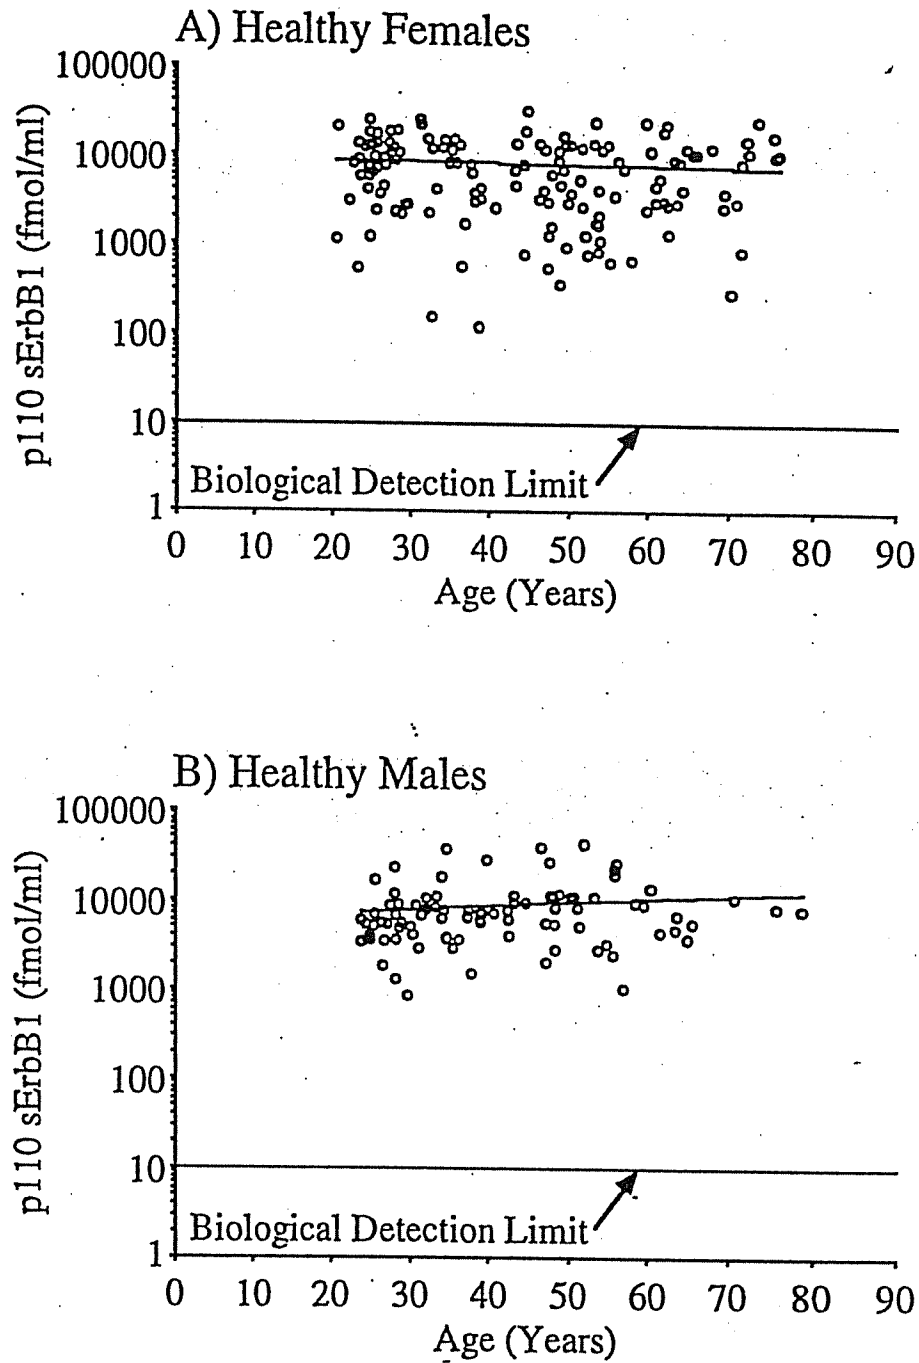 A) Healthy Females
100000
10000
1000
100
10
1
p110 sErbB1 (fmol/ml)
Biological Detection Limit
0 10 20 30 40 50 60 70 80 90
Age (Years)
B) Healthy Males
100000
10000
1000
100
10
1
p110 sErbB1 (fmol/ml)
Biological Detection Limit
0 10 20 30 40 50 60 70 80 90
Age (Years)